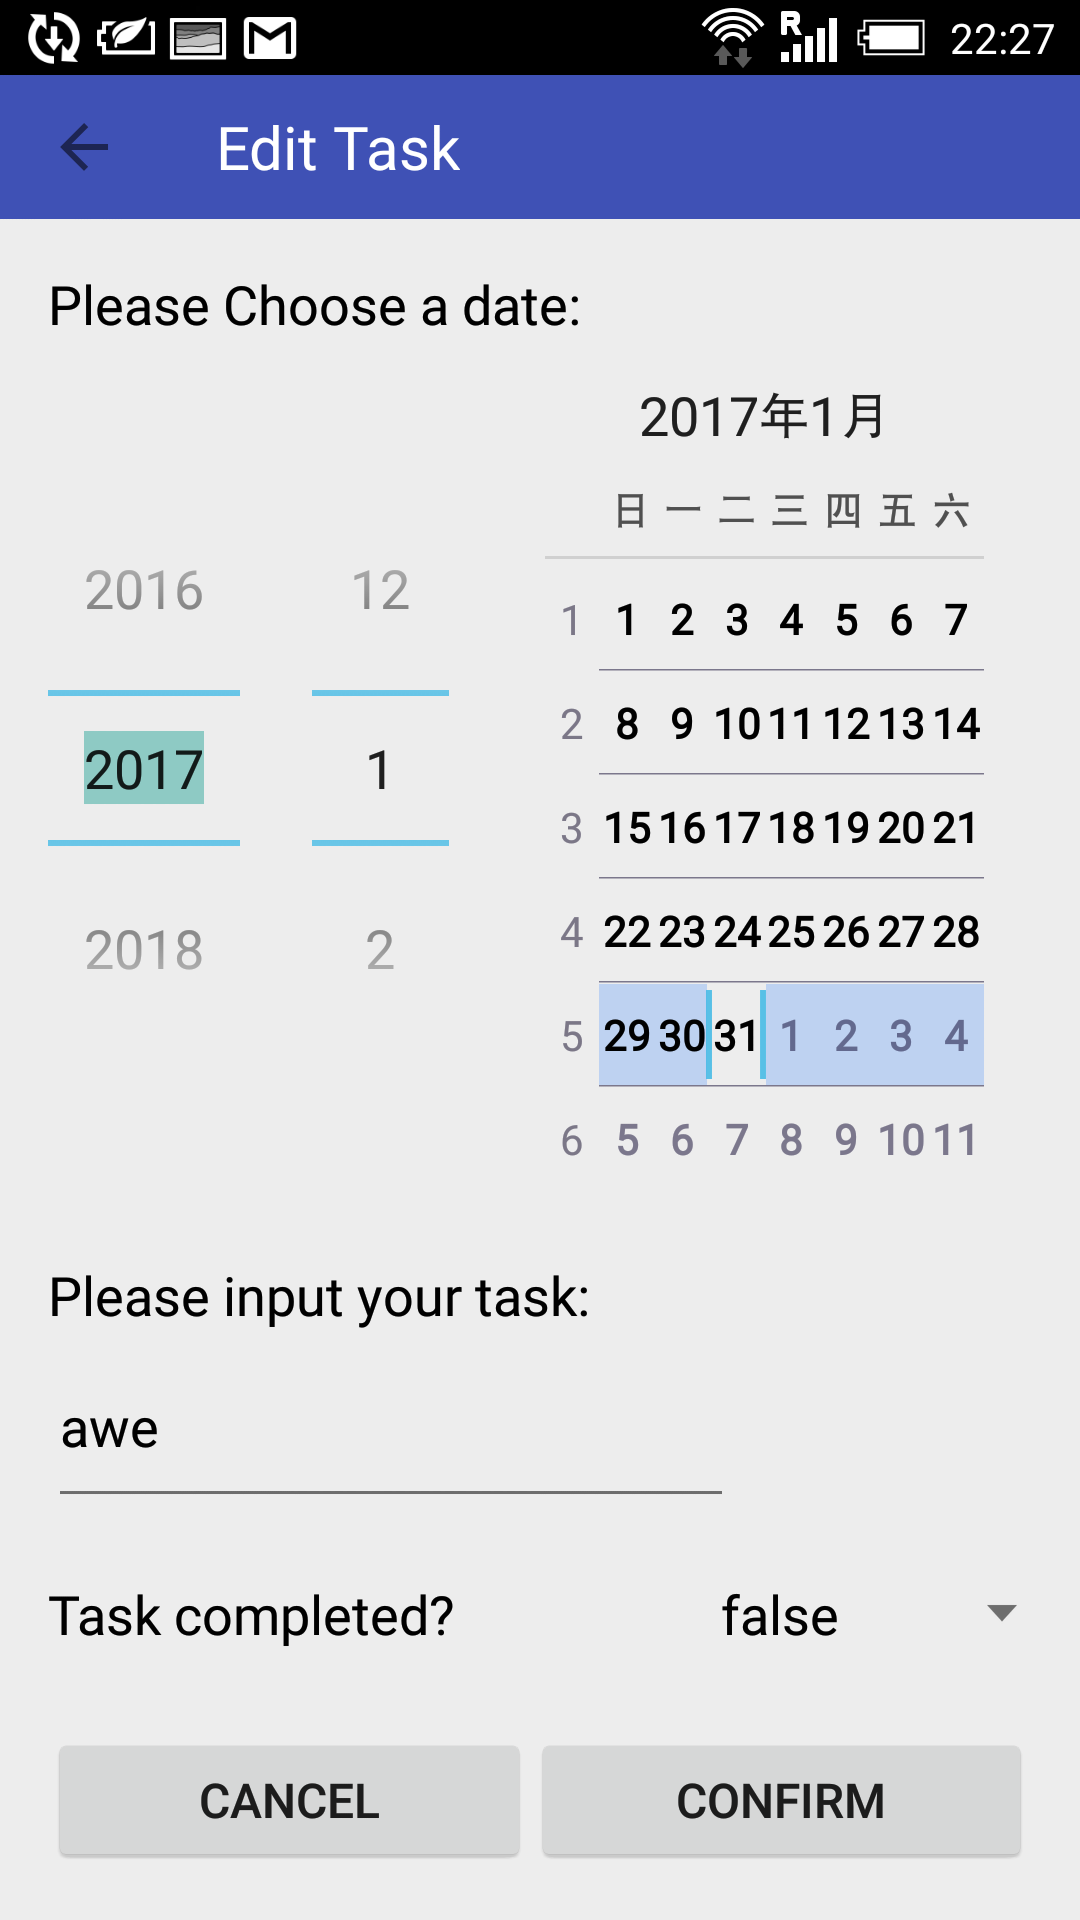 R 22:27
Edit Task
Please Choose a date:
2017年1月
日 一 二 三 四 五 六
2016 12
1 1 2 3 4 5 6 7
2 8 9 10 11 12 13 14
2017 1
3 15 16 17 18 19 20 21
4 22 23 24 25 26 27 28
2018 2
5 29 30 31 1 2 3 4
6 5 6 7 8 9 10 11
Please input your task:
awe
Task completed? false
CANCEL CONFIRM